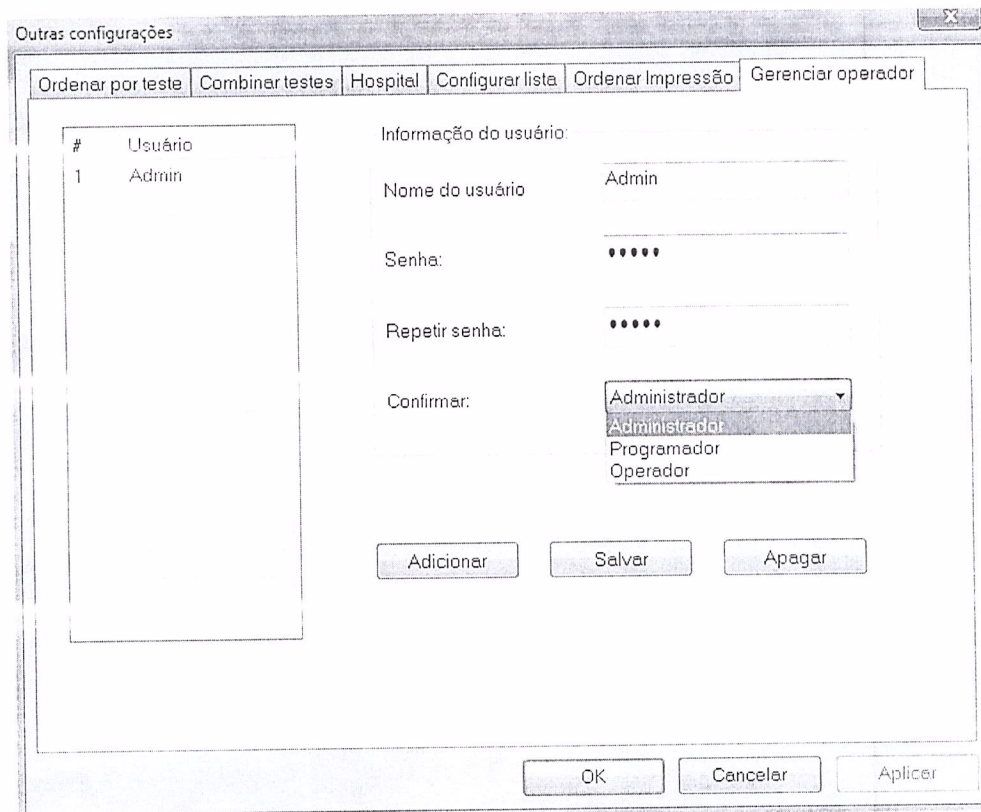 Outras configurações
Ordenar por teste Combinar testes Hospital Configurar lista Ordenar Impressão Gerenciar operador
# Usuário
1 Admin
Informação do usuário:
Nome do usuário Admin
Senha: •••••
Repetir senha: •••••
Confirmar: Administrador
Administrador
Programador
Operador
Adicionar Salvar Apagar
OK Cancelar Aplicar